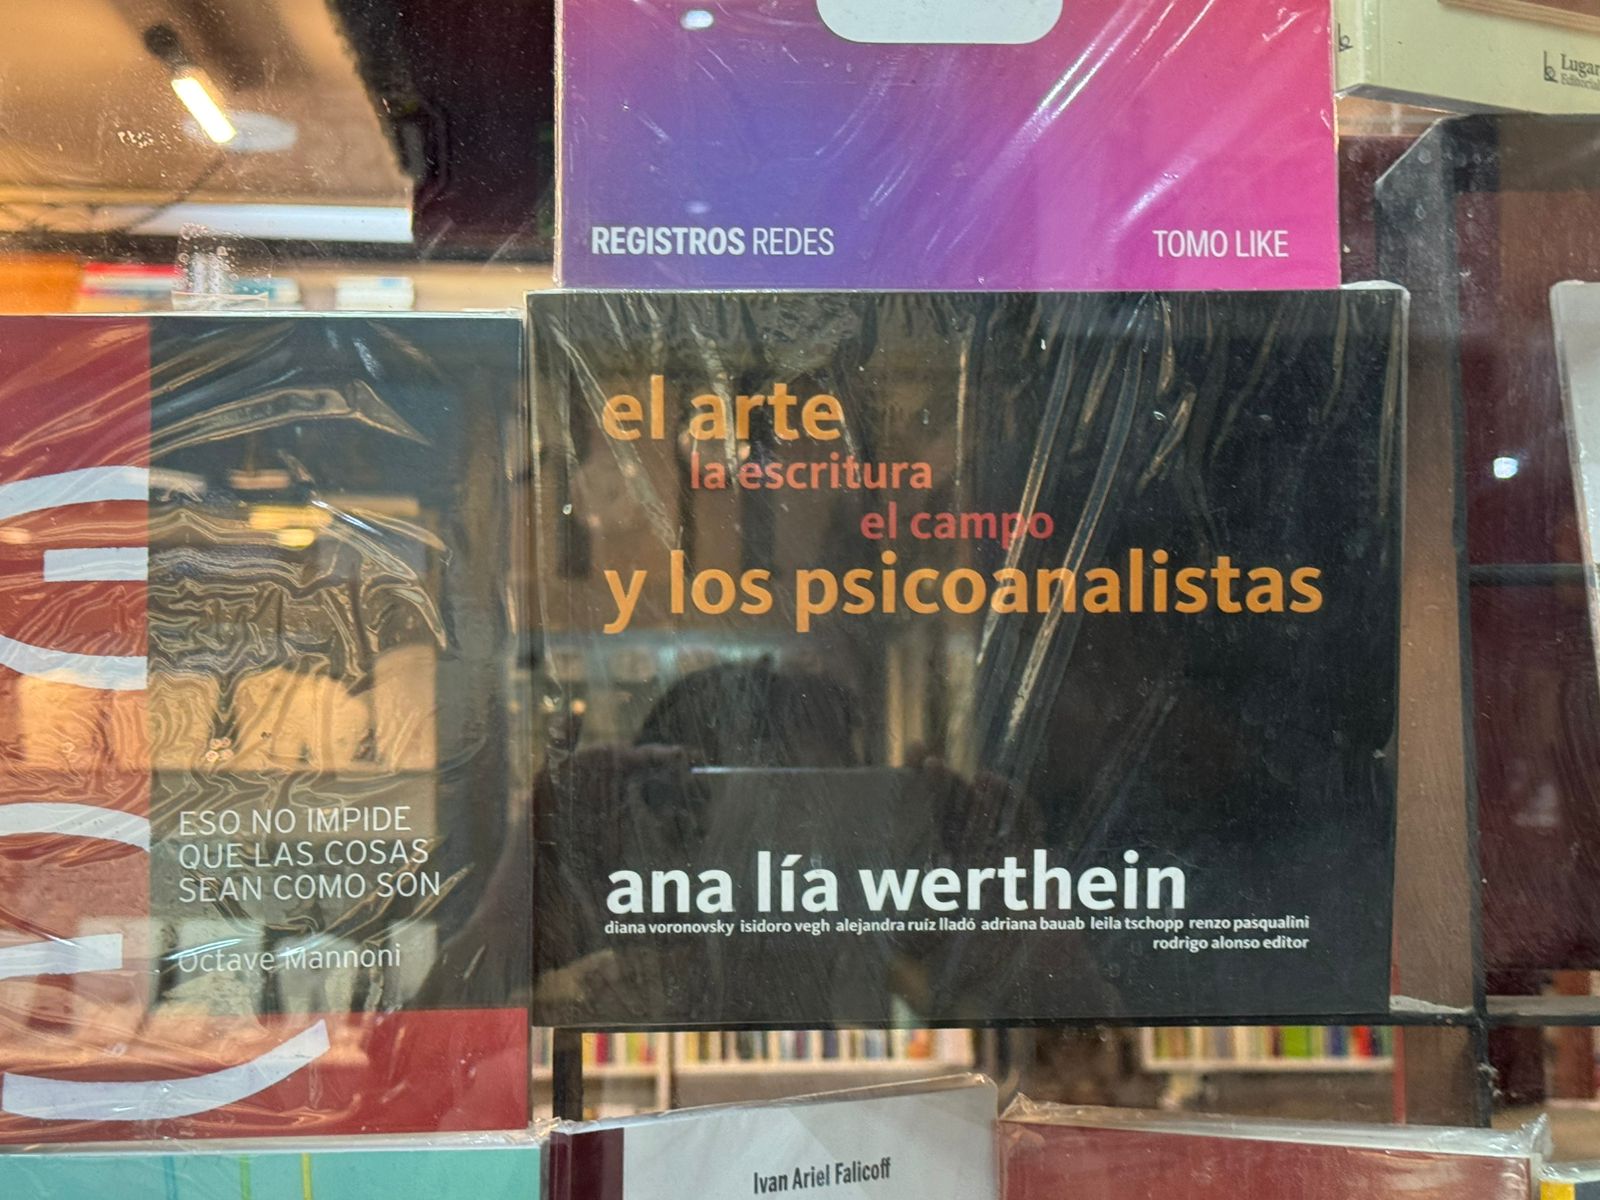 Lugar
Editorial
REGISTROS REDES
TOMO LIKE
el arte
la escritura
el campo
y los psicoanalistas
ana lía werthein
diana voronovsky isidoro vegh alejandra ruíz lladó adriana bauab leila tschopp renzo pasqualini
rodrigo alonso editor
ESO NO IMPIDE
QUE LAS COSAS
SEAN COMO SON
Octave Mannoni
Ivan Ariel Falicoff